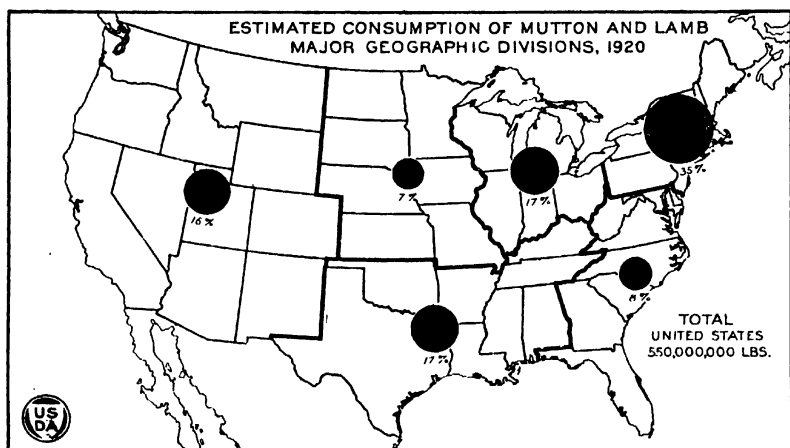 ESTIMATED CONSUMPTION OF MUTTON AND LAMB
MAJOR GEOGRAPHIC DIVISIONS, 1920
35%
7%
17%
16%
8%
17%
TOTAL
UNITED STATES
550,000,000 LBS.
US
DA